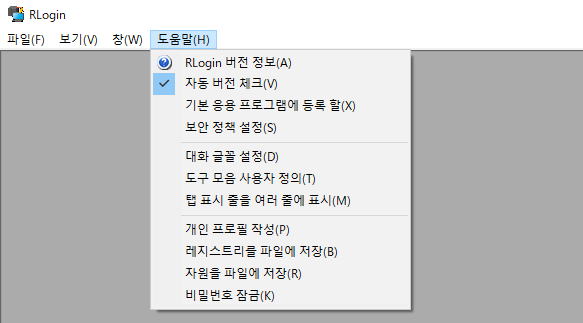 RLogin
파일(F) 보기(V) 창(W) 도움말(H)
RLogin 버전 정보(A)
자동 버전 체크(V)
기본 응용 프로그램에 등록 할(X)
보안 정책 설정(S)
대화 글꼴 설정(D)
도구 모음 사용자 정의(T)
탭 표시 줄을 여러 줄에 표시(M)
개인 프로필 작성(P)
레지스트리를 파일에 저장(B)
자원을 파일에 저장(R)
비밀번호 잠금(K)